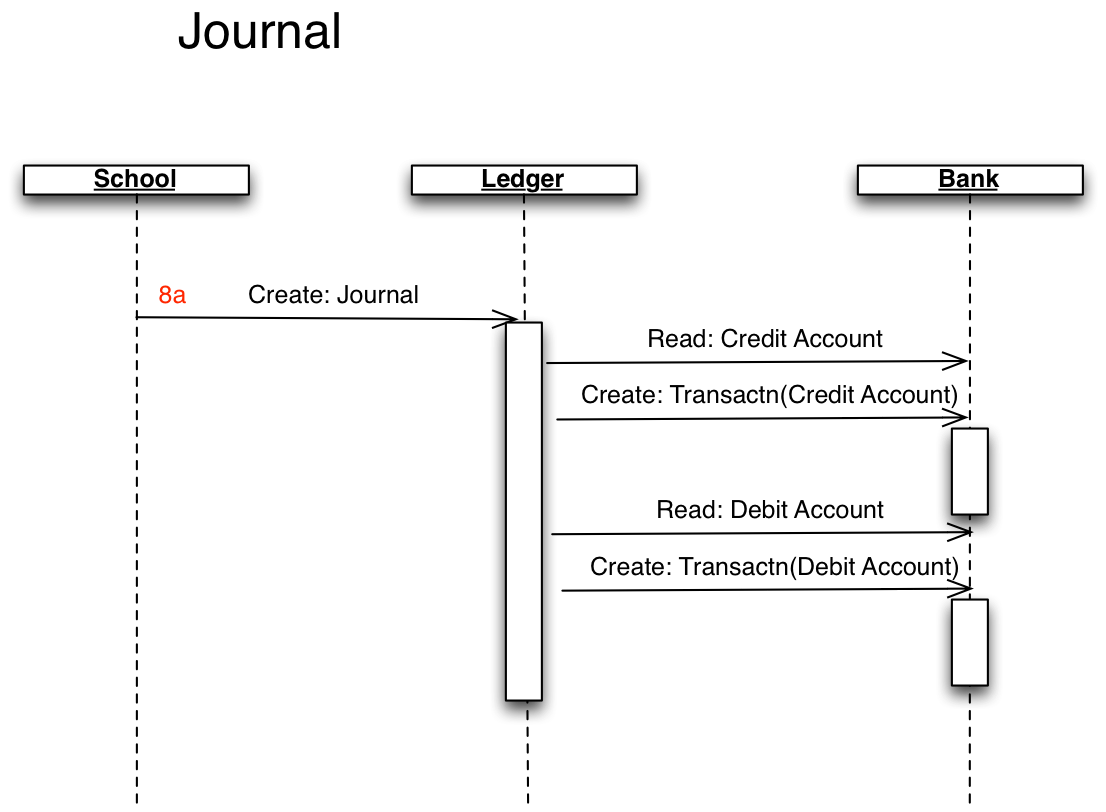 Journal
School
Ledger
Bank
8a
Create: Journal
Read: Credit Account
Create: Transactn(Credit Account)
Read: Debit Account
Create: Transactn(Debit Account)